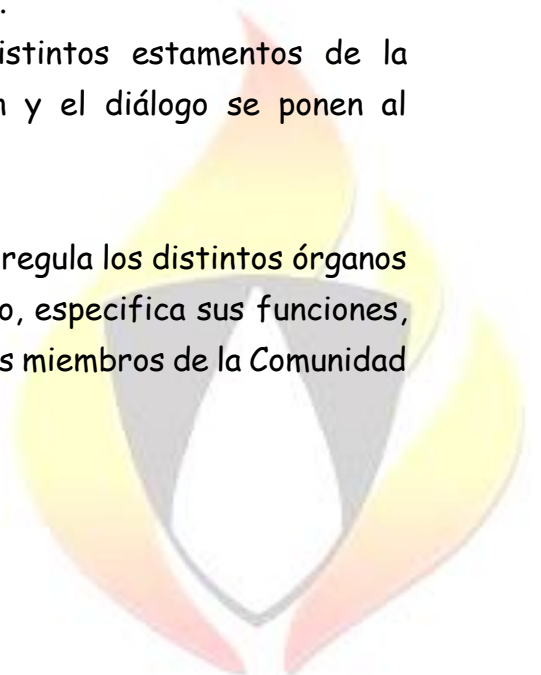 .
istintos estamentos de la
n y el diálogo se ponen al
regula los distintos órganos
o, especifica sus funciones,
s miembros de la Comunidad